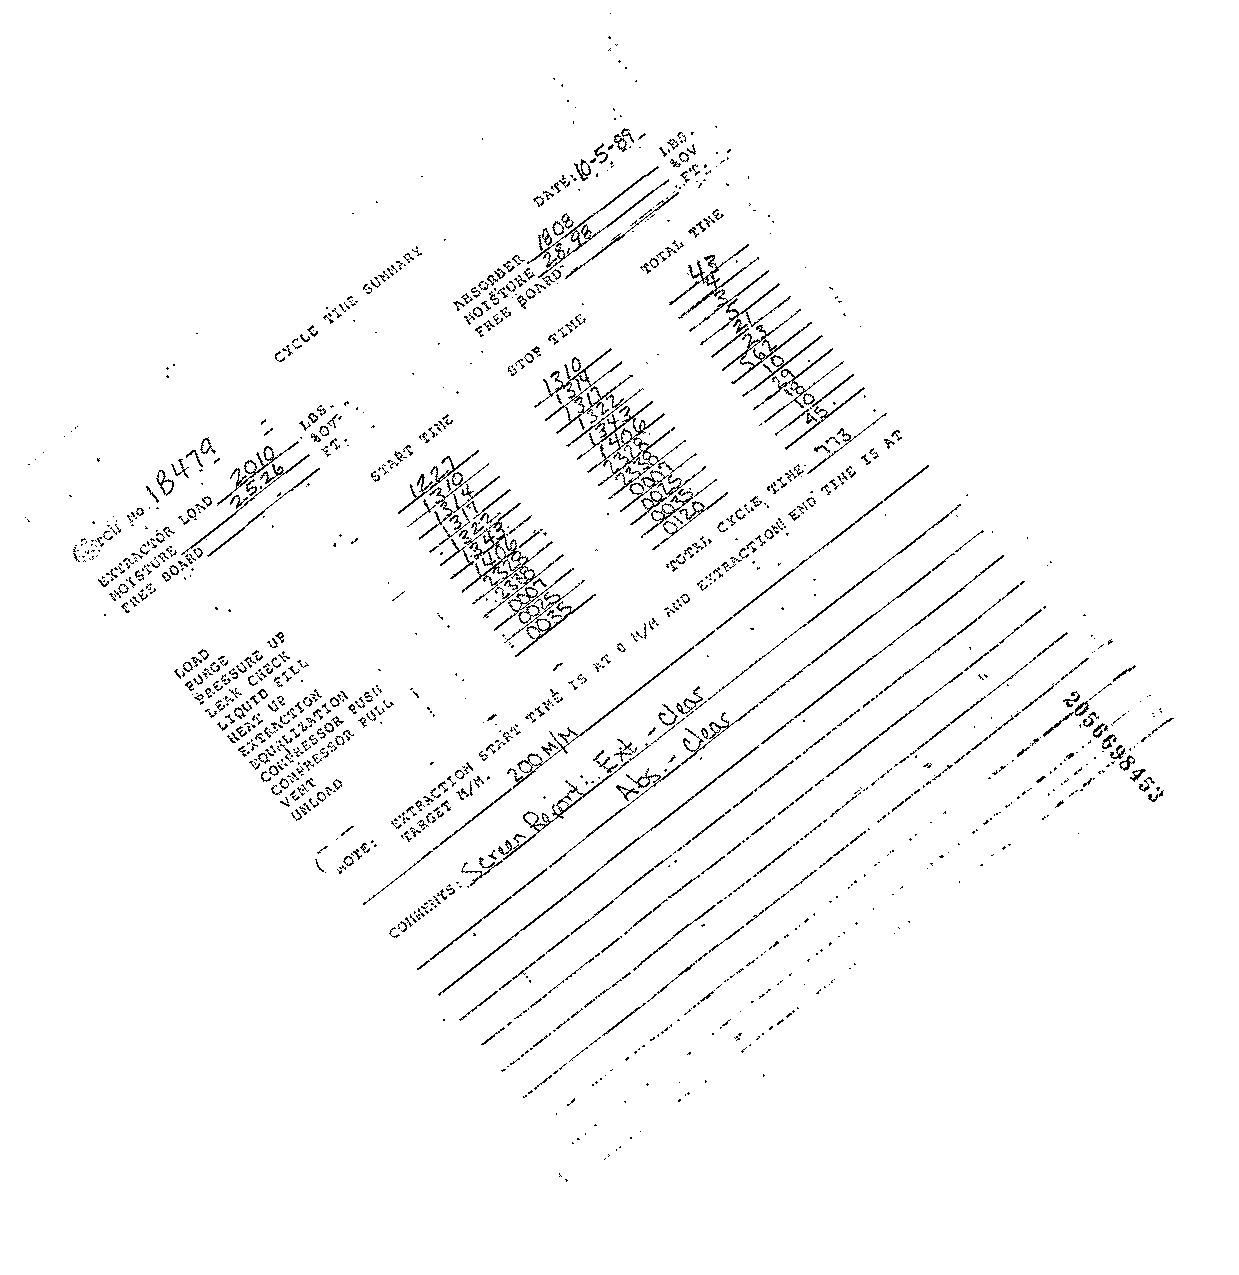 CYCLE TIME SUMMARY
DATE: 10-5-89
NO. 1B479
EXTRACTOR LOAD 2010 LBS. ABSORBER 1808 LBS.
MOISTURE 25.26 %OV MOISTURE 28.98 %OV
FREE BOARD FT. FREE BOARD FT.
START TIME STOP TIME TOTAL TIME
LOAD 1227 1310 43
PURGE 1310 1314 4
PRESSURE UP 1314 1317 3
LEAK CHECK 1317 1322 5
LIQUID FILL 1322 1343 21
HEAT UP 1343 1406 23
EXTRACTION 1406 2328 562
EQUALIZATION 2328 2338 10
COMPRESSOR PUSH 2338 0007 29
COMPRESSOR PULL 0007 0025 18
VENT 0025 0035 10
UNLOAD 0035 0120 45
TOTAL CYCLE TIME. 773
NOTE: EXTRACTION START TIME IS AT 0 M/M AND EXTRACTION END TIME IS AT
TARGET M/M. 200 M/M
COMMENTS: Screen Report: Ext - Clear
Abs. - Clear
2056698453